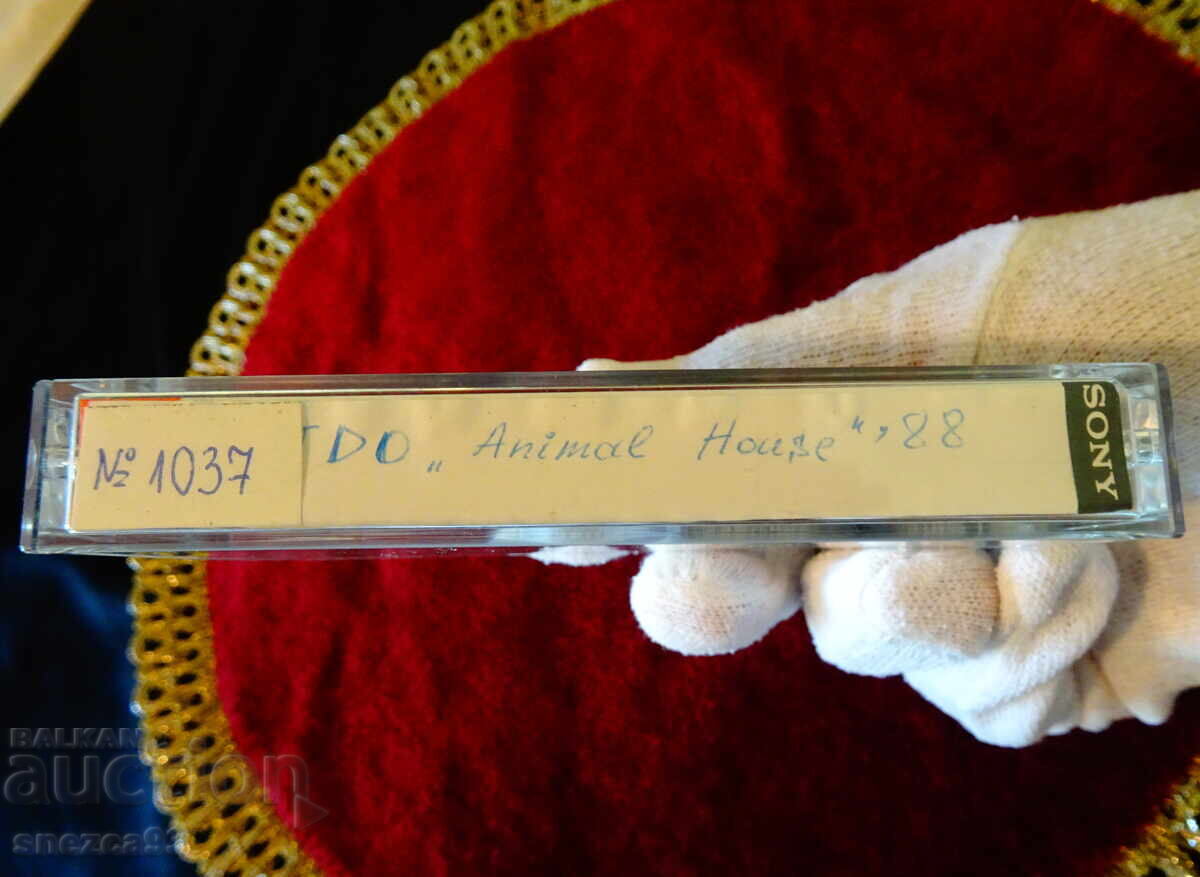 № 1037
DO „Animal House“, 88
SONY
BALKAN
auction
snezca93